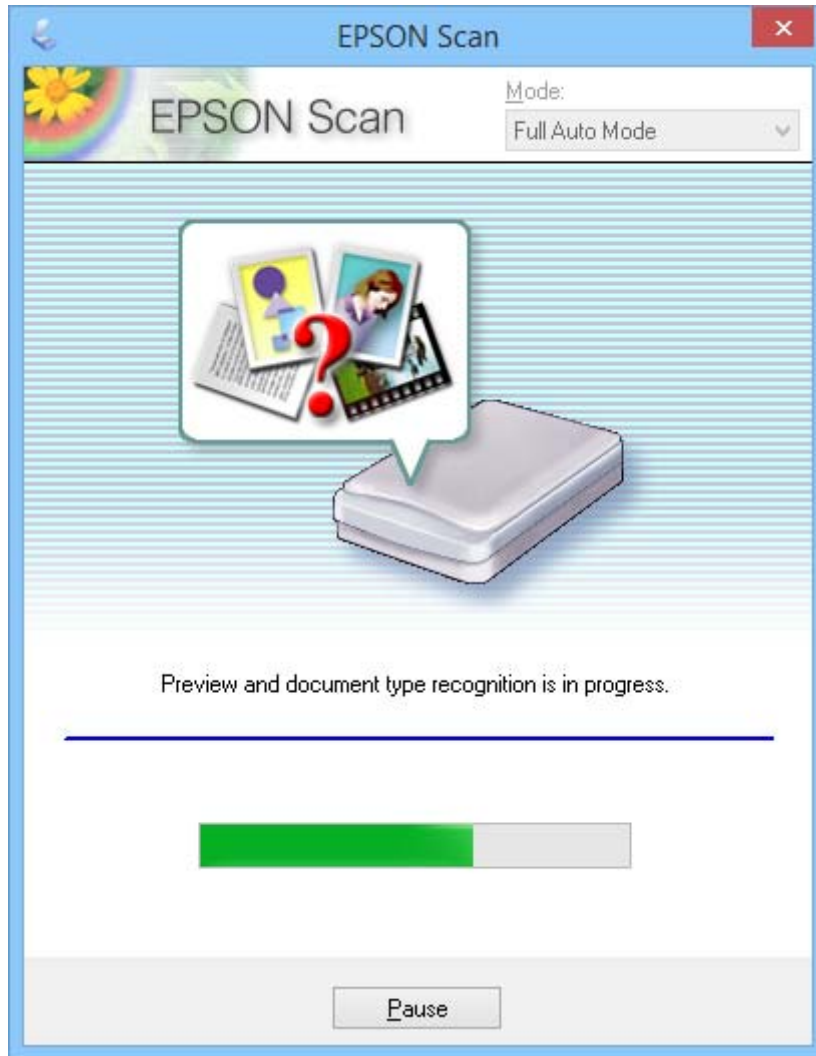 EPSON Scan
EPSON Scan
Mode:
Full Auto Mode
?
Preview and document type recognition is in progress.
Pause